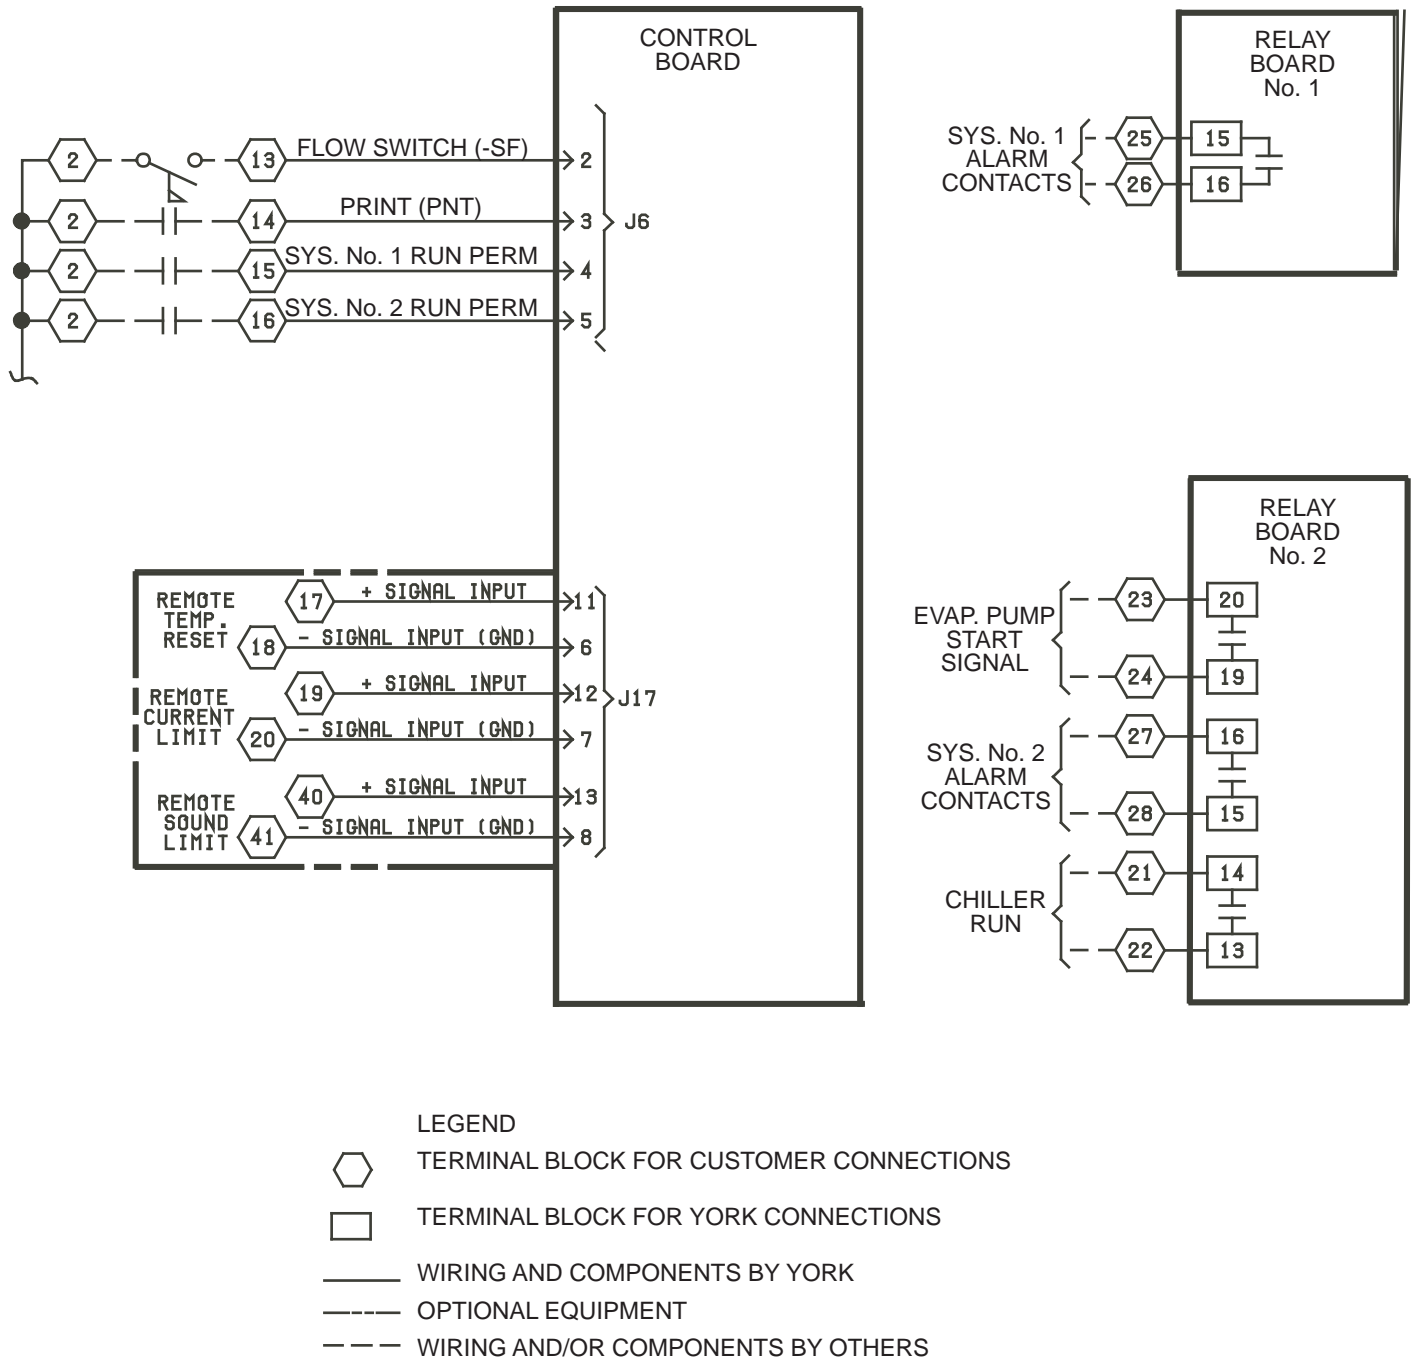 CONTROL
BOARD
2 13 FLOW SWITCH (-SF) 2
2 14 PRINT (PNT) 3
J6
2 15 SYS. No. 1 RUN PERM 4
2 16 SYS. No. 2 RUN PERM 5
REMOTE
TEMP.
RESET
17 + SIGNAL INPUT 11
18 - SIGNAL INPUT (GND) 6
REMOTE
CURRENT
LIMIT
19 + SIGNAL INPUT 12
J17
20 - SIGNAL INPUT (GND) 7
REMOTE
SOUND
LIMIT
40 + SIGNAL INPUT 13
41 - SIGNAL INPUT (GND) 8
RELAY
BOARD
No. 1
SYS. No. 1
ALARM
CONTACTS
25 15
26 16
RELAY
BOARD
No. 2
EVAP. PUMP
START
SIGNAL
23 20
24 19
SYS. No. 2
ALARM
CONTACTS
27 16
28 15
CHILLER
RUN
21 14
22 13
LEGEND
TERMINAL BLOCK FOR CUSTOMER CONNECTIONS
TERMINAL BLOCK FOR YORK CONNECTIONS
WIRING AND COMPONENTS BY YORK
OPTIONAL EQUIPMENT
WIRING AND/OR COMPONENTS BY OTHERS